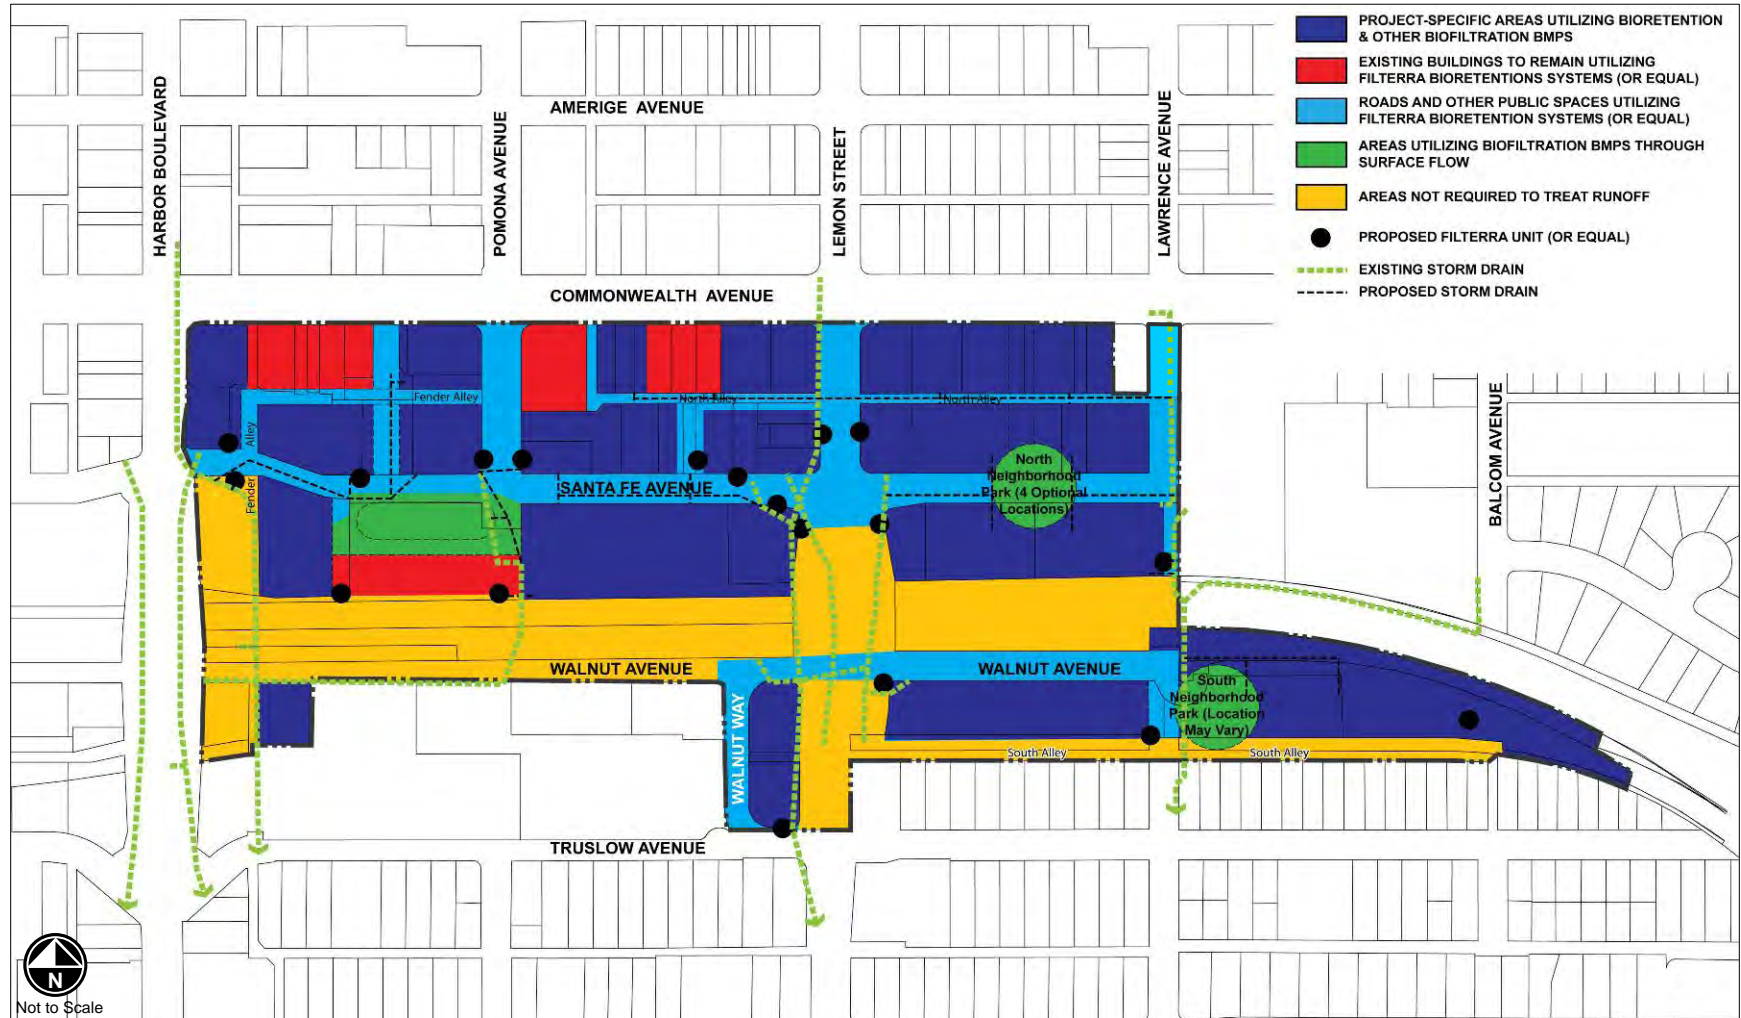 PROJECT-SPECIFIC AREAS UTILIZING BIORETENTION
& OTHER BIOFILTRATION BMPS
EXISTING BUILDINGS TO REMAIN UTILIZING
FILTERRA BIORETENTIONS SYSTEMS (OR EQUAL)
ROADS AND OTHER PUBLIC SPACES UTILIZING
FILTERRA BIORETENTION SYSTEMS (OR EQUAL)
AREAS UTILIZING BIOFILTRATION BMPS THROUGH
SURFACE FLOW
AREAS NOT REQUIRED TO TREAT RUNOFF
PROPOSED FILTERRA UNIT (OR EQUAL)
EXISTING STORM DRAIN
PROPOSED STORM DRAIN
HARBOR BOULEVARD
POMONA AVENUE
AMERIGE AVENUE
LEMON STREET
LAWRENCE AVENUE
COMMONWEALTH AVENUE
Fender Alley
North Alley
North Alley
BALCOM AVENUE
Fender Alley
SANTA FE AVENUE
North
Neighborhood
Park (4 Optional
Locations)
WALNUT AVENUE
WALNUT AVENUE
WALNUT WAY
South
Neighborhood
Park (Location
May Vary)
South Alley
South Alley
TRUSLOW AVENUE
N
Not to Scale